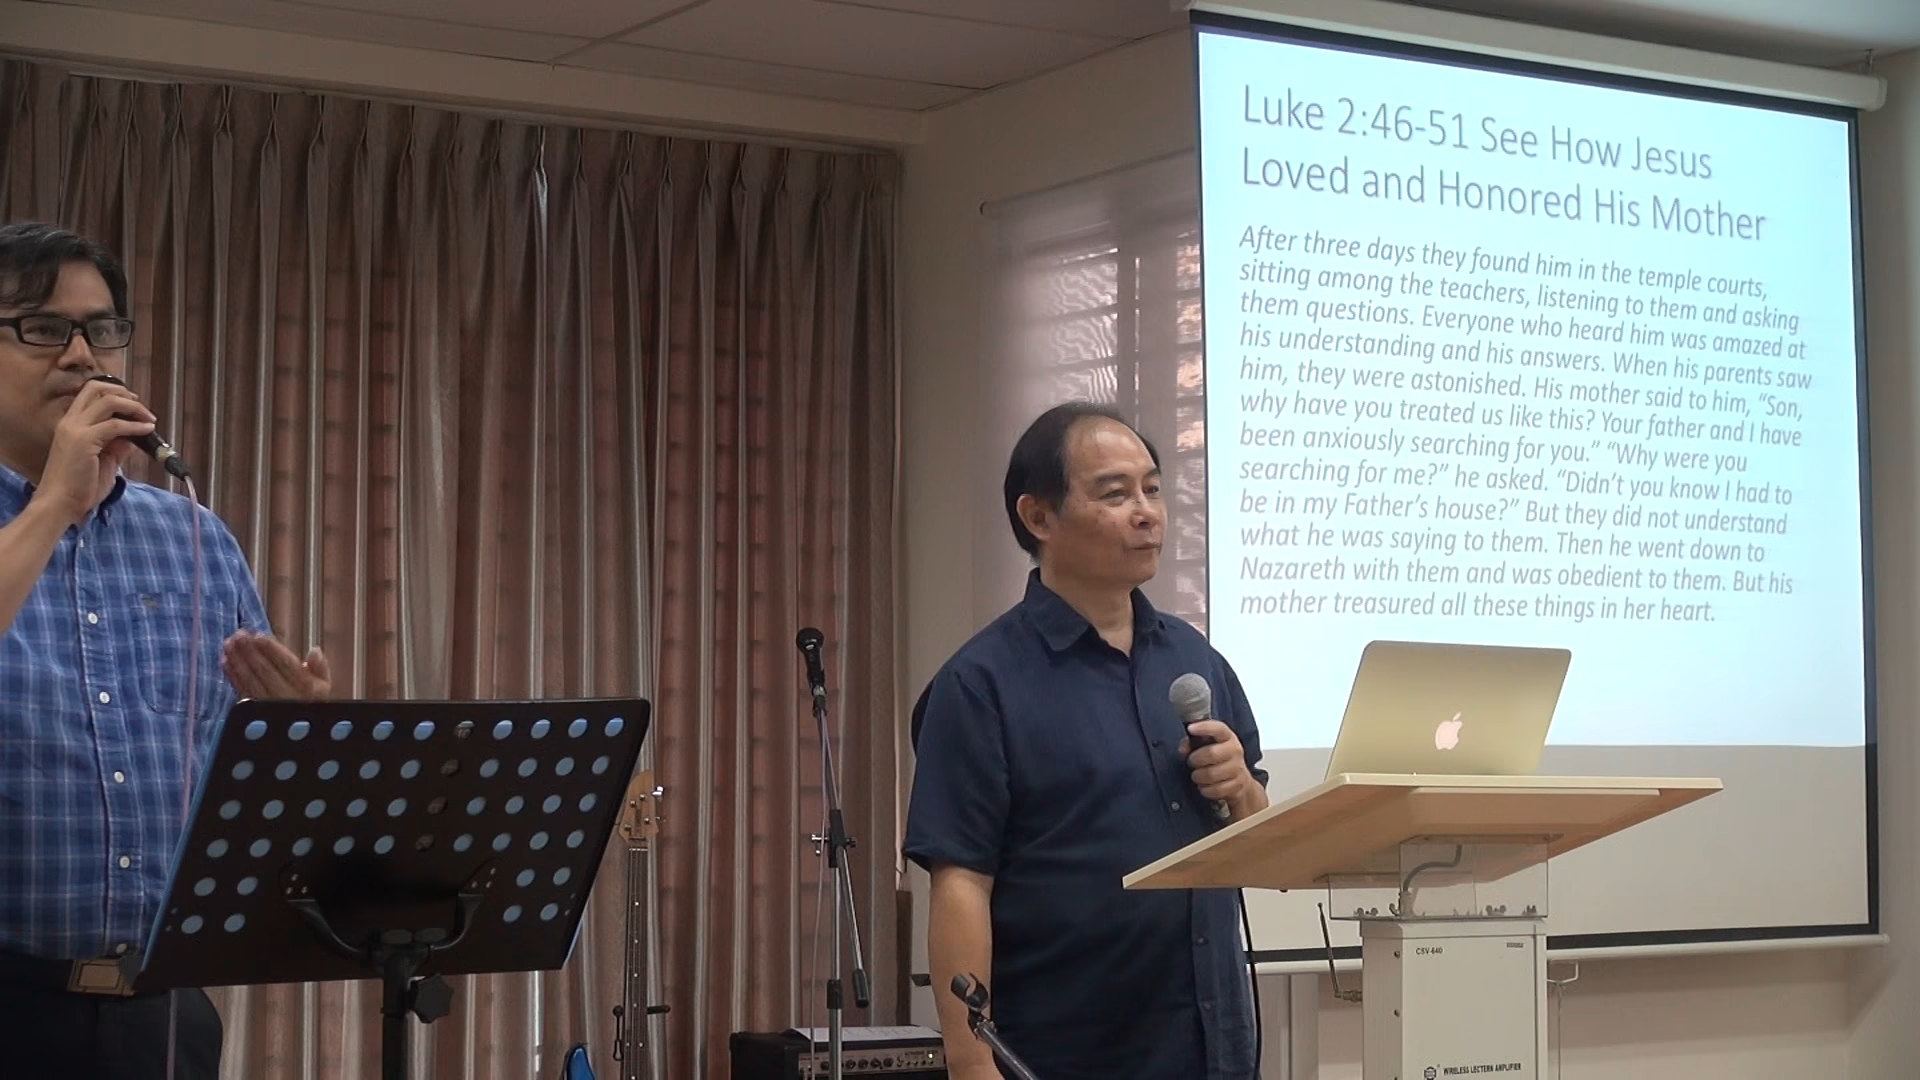 Luke 2:46-51 See How Jesus
Loved and Honored His Mother
After three days they found him in the temple courts,
sitting among the teachers, listening to them and asking
them questions. Everyone who heard him was amazed at
his understanding and his answers. When his parents saw
him, they were astonished. His mother said to him, “Son,
why have you treated us like this? Your father and I have
been anxiously searching for you.” “Why were you
searching for me?” he asked. “Didn’t you know I had to
be in my Father’s house?” But they did not understand
what he was saying to them. Then he went down to
Nazareth with them and was obedient to them. But his
mother treasured all these things in her heart.
CSV-640
WIRELESS LECTERN AMPLIFIER